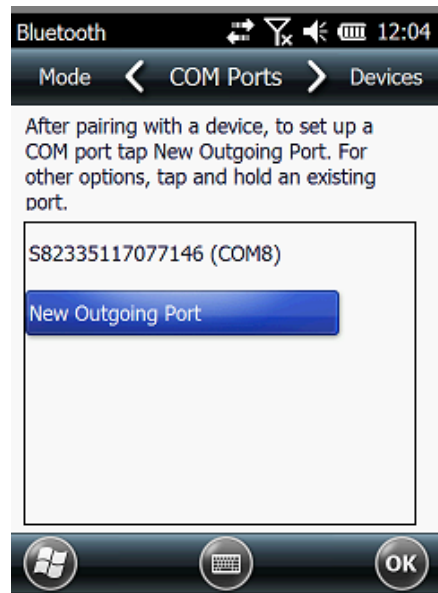 Bluetooth 12:04
Mode COM Ports Devices
After pairing with a device, to set up a
COM port tap New Outgoing Port. For
other options, tap and hold an existing
port.
S82335117077146 (COM8)
New Outgoing Port
OK